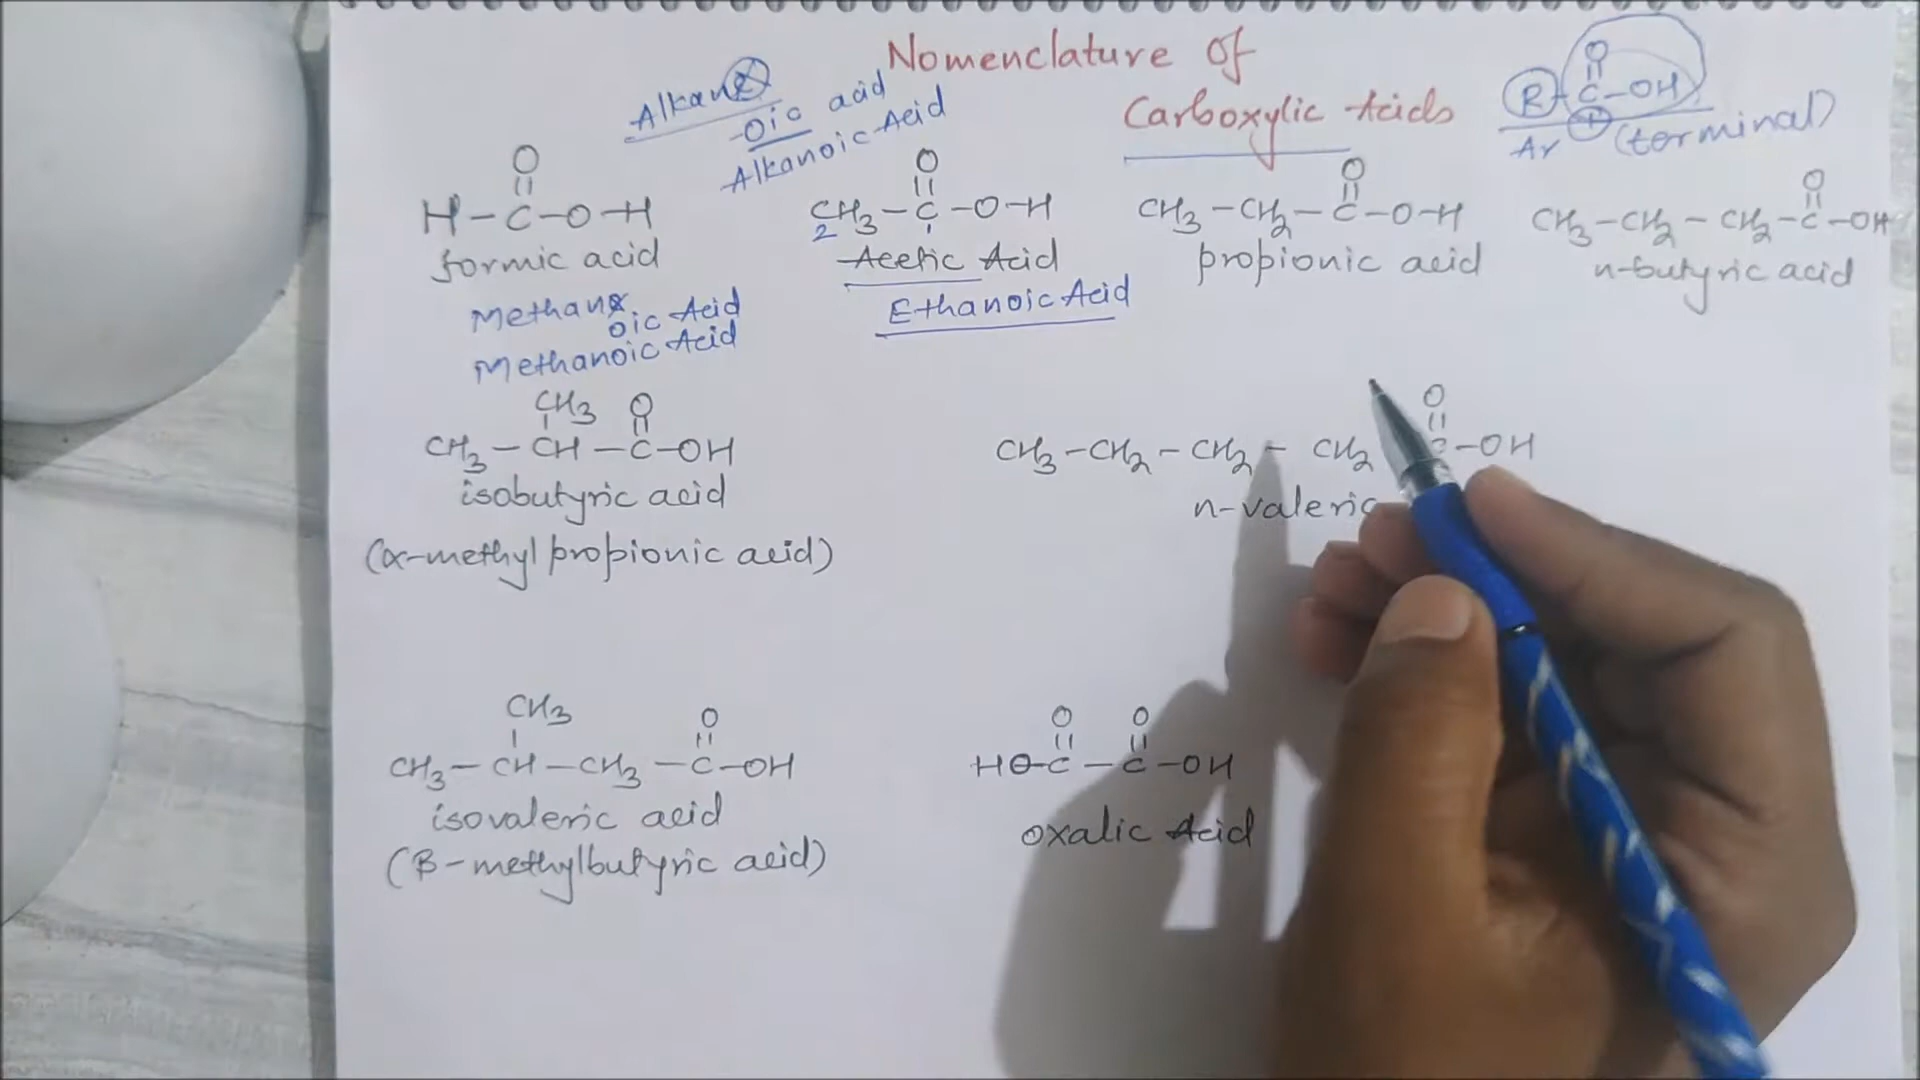 Nomenclature Of
Carboxylic Acids
Alkane
Oic acid
Alkanoic Acid
O
R-C-OH
Ar + (terminal)
O
H-C-O-H
formic acid
Methane
oic Acid
Methanoic Acid
O
CH3-C-O-H
2
Acetic Acid
Ethanoic Acid
O
CH3-CH2-C-O-H
propionic acid
O
CH3-CH2-CH2-C-OH
n-butyric acid
CH3 O
CH3-CH-C-OH
isobutyric acid
(α-methyl propionic acid)
O
CH3-CH2-CH2-CH2 C-OH
n-valeric
CH3 O
CH3-CH-CH3-C-OH
isovaleric acid
(β-methylbutyric acid)
O O
HO-C-C-OH
oxalic Acid